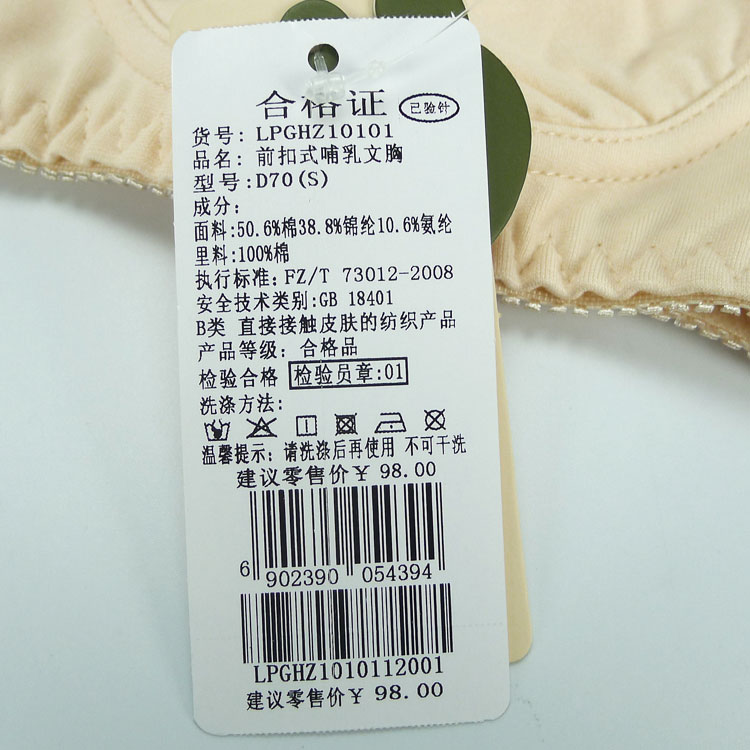 合格证 已验针
货号: LPGHZ10101
品名: 前扣式哺乳文胸
型号:D70(S)
成分:
面料:50.6%棉38.8%锦纶10.6%氨纶
里料:100%棉
执行标准: FZ/T 73012-2008
安全技术类别:GB 18401
B类 直接接触皮肤的纺织产品
产品等级: 合格品
检验合格 检验员章:01
洗涤方法:
温馨提示: 请洗涤后再使用 不可干洗
建议零售价¥ 98.00
6 902390 054394
LPGHZ1010112001
建议零售价¥ 98.00